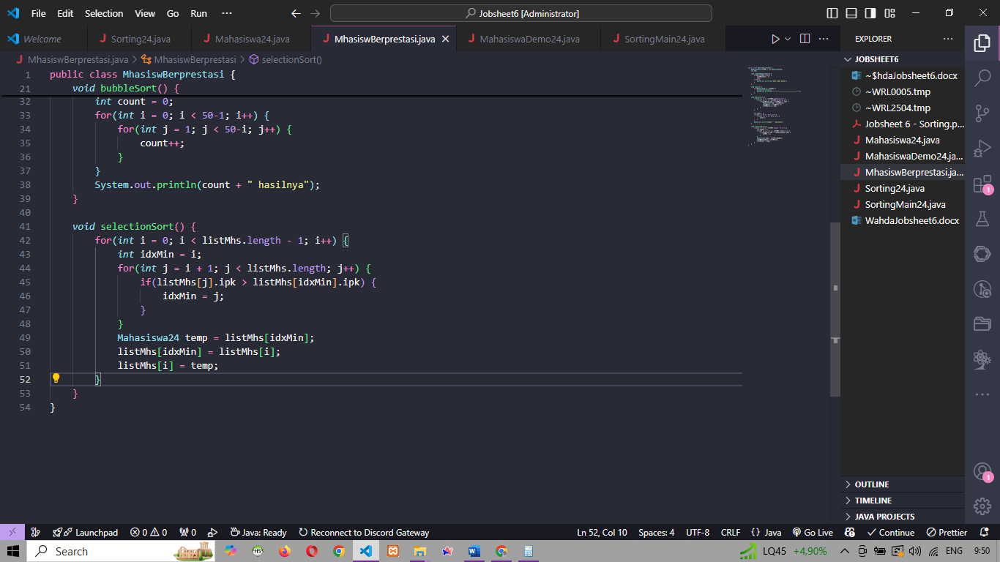 File Edit Selection View Go Run ··· Jobsheet6 [Administrator]
Welcome Sorting24.java Mahasiswa24.java MhasiswBerprestasi.java MahasiswaDemo24.java SortingMain24.java
MhasiswBerprestasi.java > MhasiswBerprestasi > selectionSort()
1 public class MhasiswBerprestasi {
21 void bubbleSort() {
32 int count = 0;
33 for(int i = 0; i < 50-1; i++) {
34 for(int j = 1; j < 50-i; j++) {
35 count++;
36 }
37 }
38 System.out.println(count + " hasilnya");
39 }
40
41 void selectionSort() {
42 for(int i = 0; i < listMhs.length - 1; i++) {
43 int idxMin = i;
44 for(int j = i + 1; j < listMhs.length; j++) {
45 if(listMhs[j].ipk > listMhs[idxMin].ipk) {
46 idxMin = j;
47 }
48 }
49 Mahasiswa24 temp = listMhs[idxMin];
50 listMhs[idxMin] = listMhs[i];
51 listMhs[i] = temp;
52 }
53 }
54 }
EXPLORER ···
JOBSHEET6
~$hdaJobsheet6.docx
~WRL0005.tmp
~WRL2504.tmp
Jobsheet 6 - Sorting.p...
Mahasiswa24.java
MahasiswaDemo24.ja...
MhasiswBerprestasi.ja...
Sorting24.java
SortingMain24.java
WahdaJobsheet6.docx
OUTLINE
TIMELINE
JAVA PROJECTS
1
1
Launchpad 0 0 0 Java: Ready Reconnect to Discord Gateway Ln 52, Col 10 Spaces: 4 UTF-8 CRLF {} Java Go Live Continue Prettier
Search LQ45 +4,90% ENG 9:50